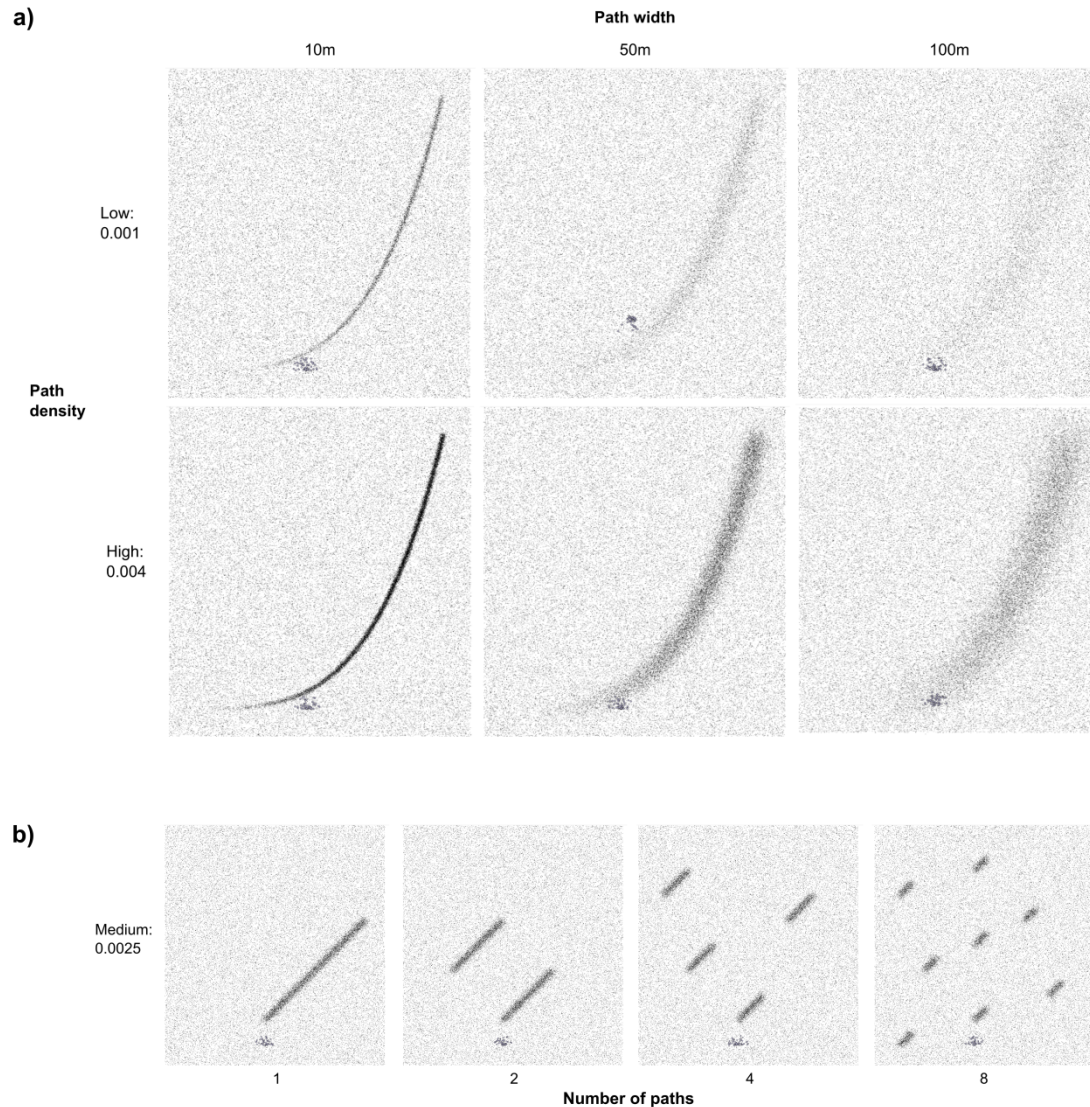 a)
Path width
10m
50m
100m
Low:
0.001
Path
density
High:
0.004
b)
Medium:
0.0025
1
2
4
8
Number of paths